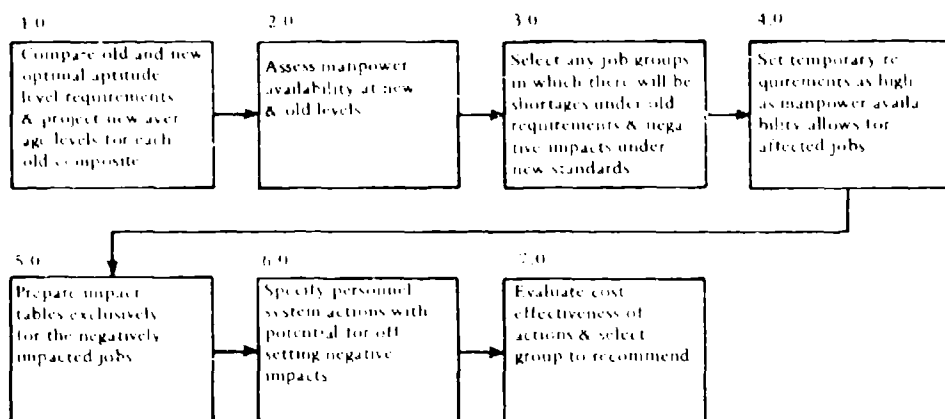 1.0
Compare old and new
optimal aptitude
level requirements
& project new aver
age levels for each
old composite
2.0
Assess manpower
availability at new
& old levels
3.0
Select any job groups
in which there will be
shortages under old
requirements & nega
tive impacts under
new standards
4.0
Set temporary re
quirements as high
as manpower availa
bility allows for
affected jobs
5.0
Prepare impact
tables exclusively
for the negatively
impacted jobs
6.0
Specify personnel
system actions with
potential for off
setting negative
impacts
7.0
Evaluate cost
effectiveness of
actions & select
group to recommend